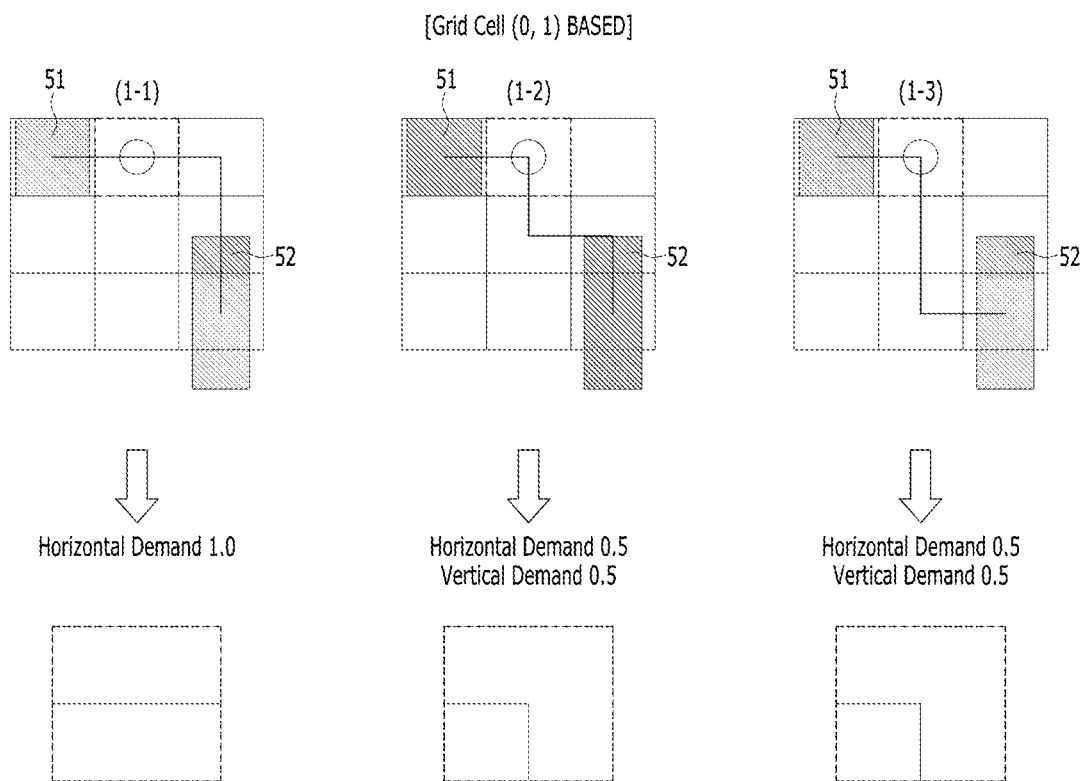 [Grid Cell (0, 1) BASED]
51
(1-1)
51
(1-2)
51
(1-3)
52
52
52
Horizontal Demand 1.0
Horizontal Demand 0.5
Vertical Demand 0.5
Horizontal Demand 0.5
Vertical Demand 0.5